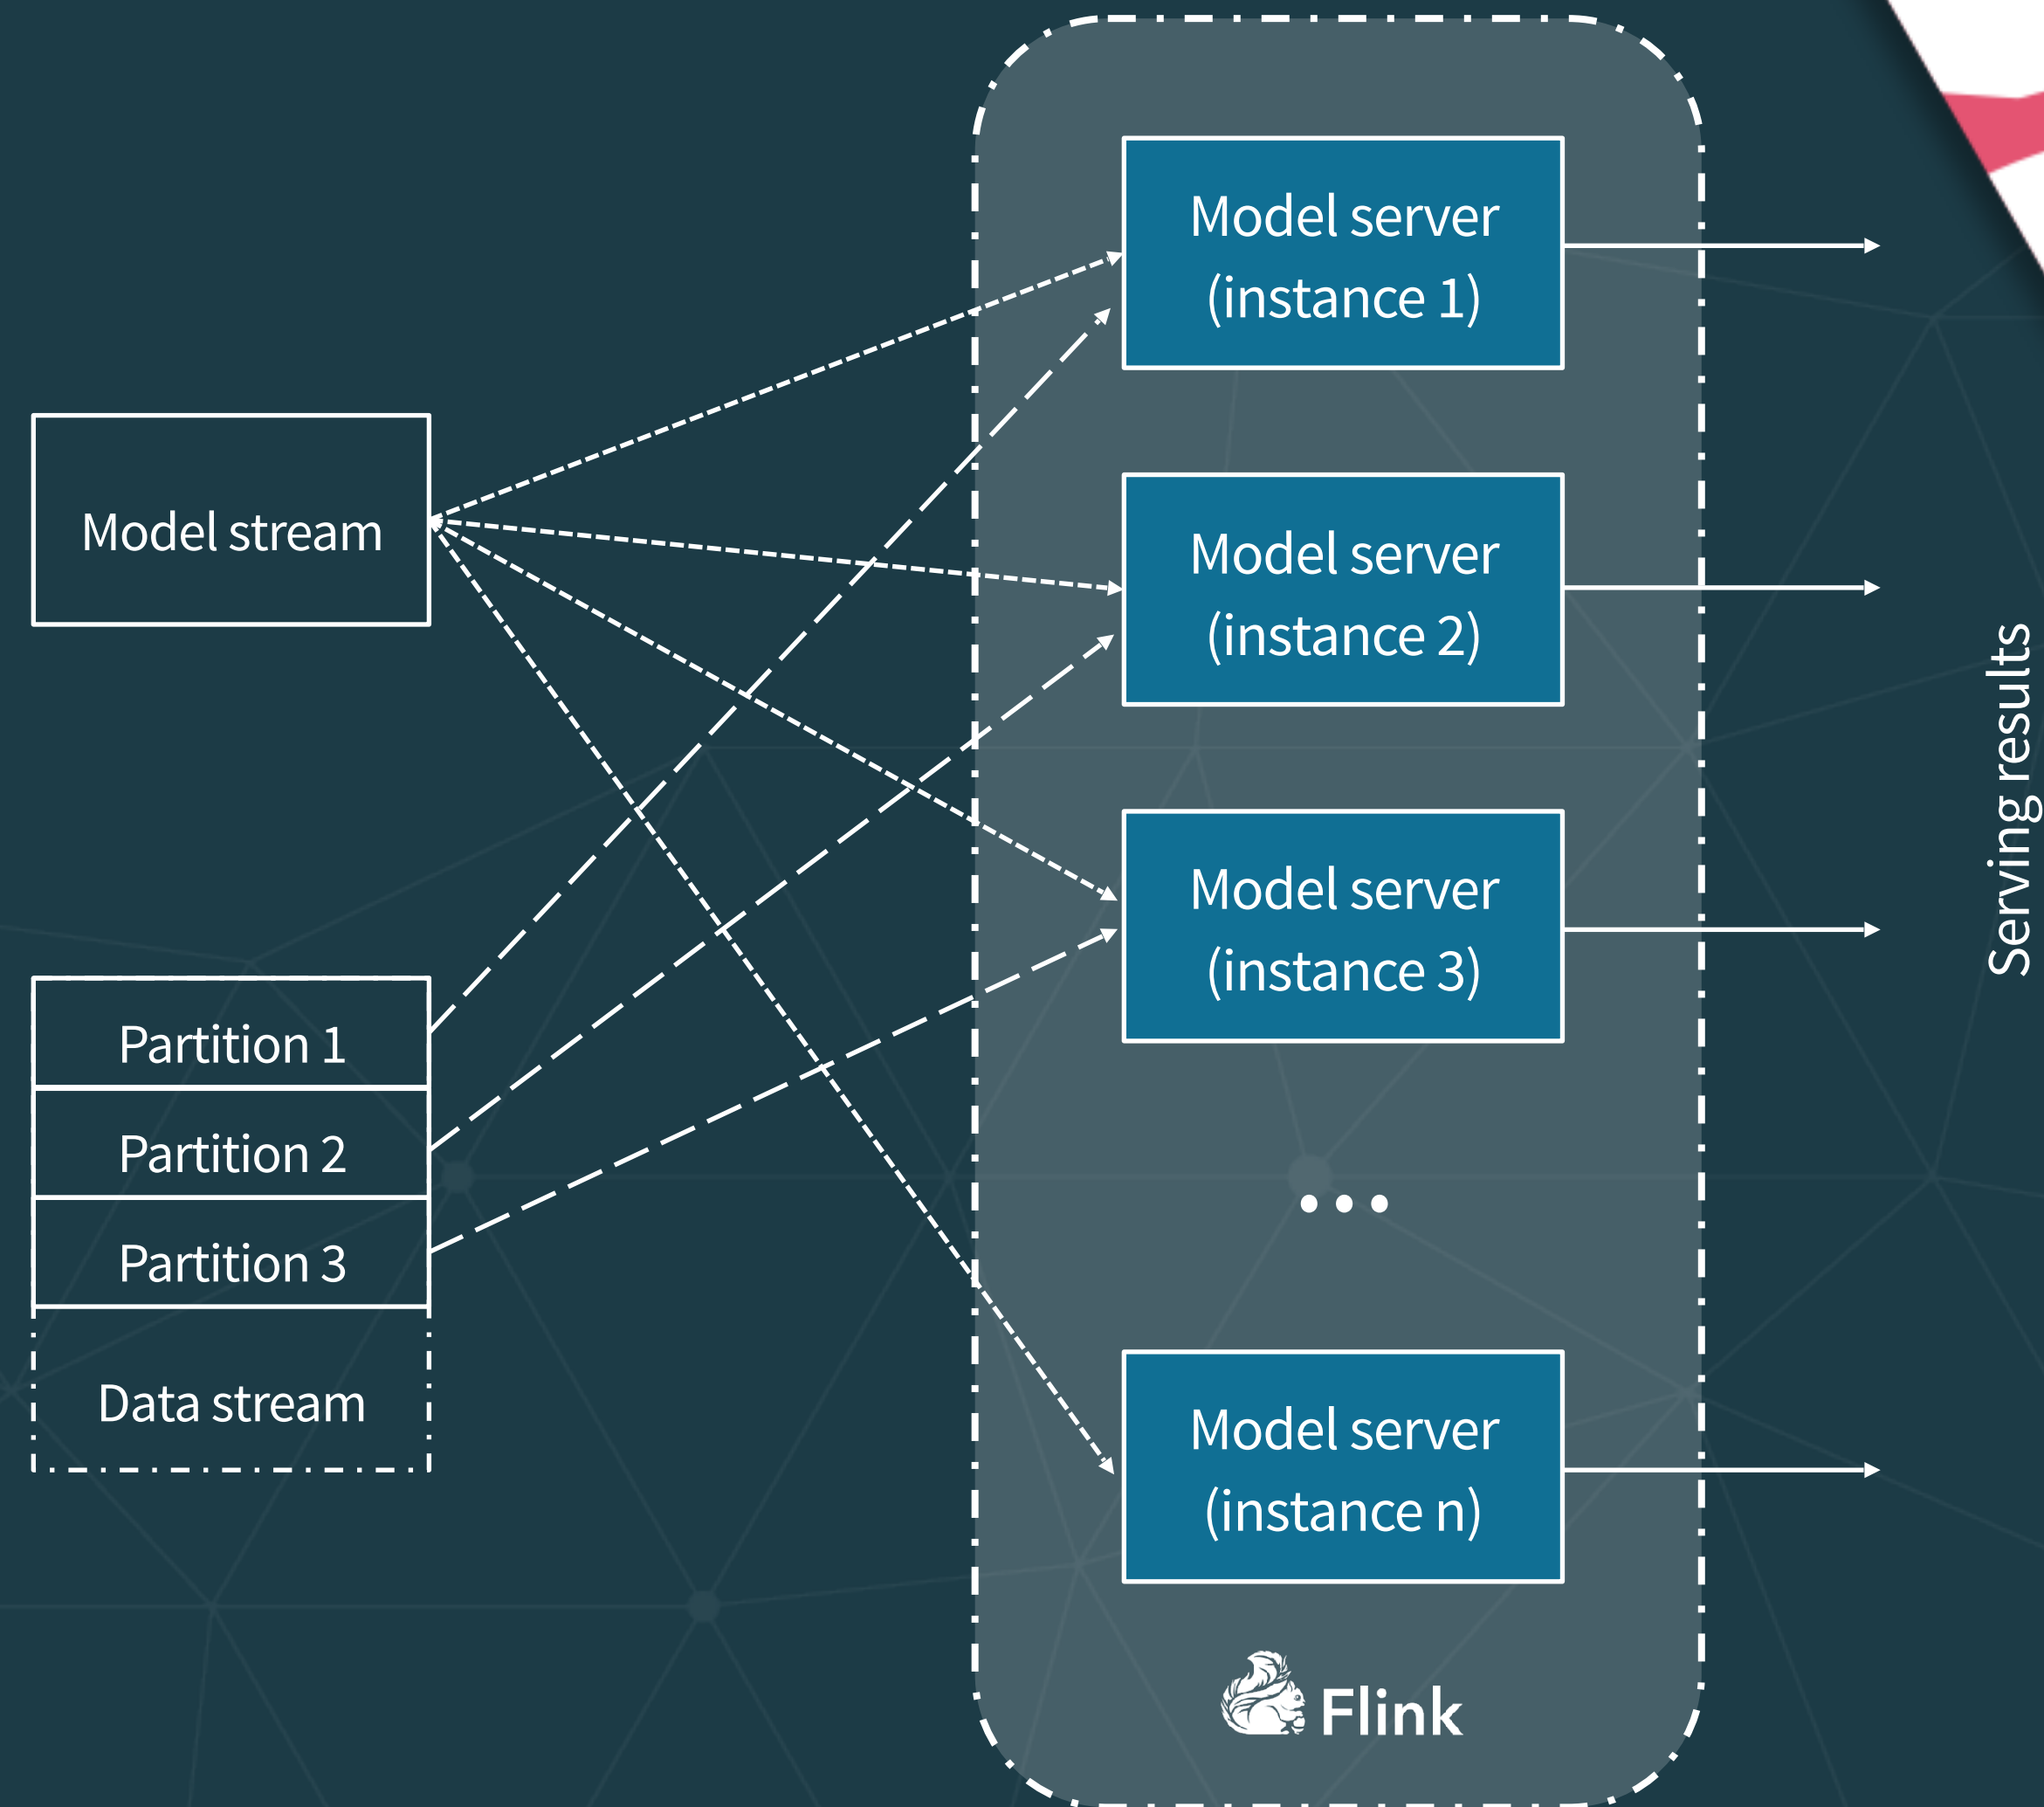 Model stream
Partition 1
Partition 2
Partition 3
Data stream
Model server
(instance 1)
Model server
(instance 2)
Model server
(instance 3)
...
Model server
(instance n)
Flink
Serving results